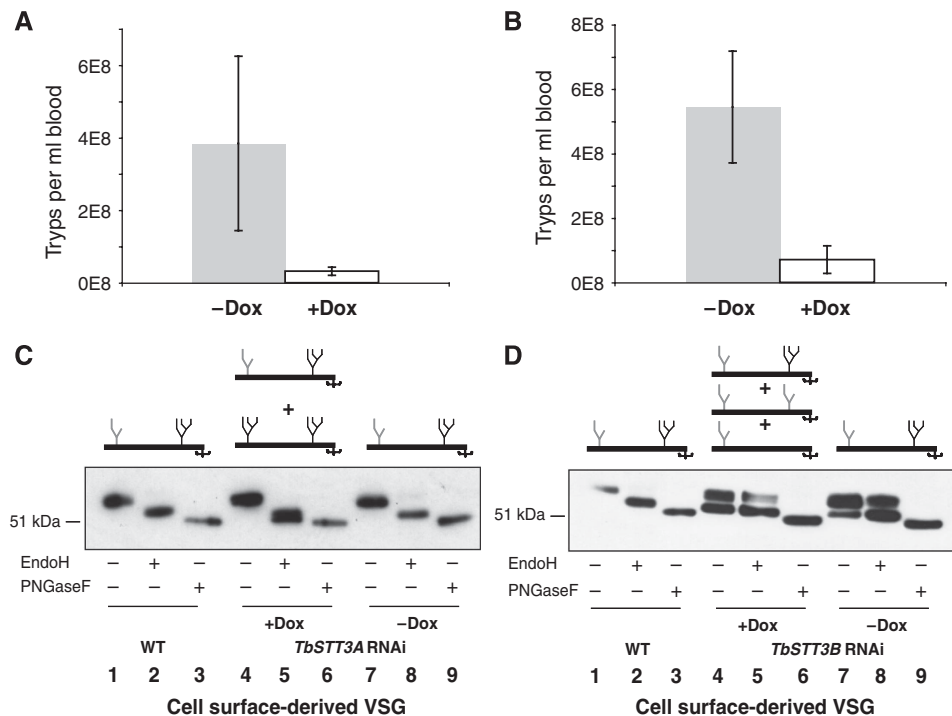 A
Tryps per ml blood
6E8
4E8
2E8
0E8
–Dox +Dox
B
Tryps per ml blood
8E8
6E8
4E8
2E8
0E8
–Dox +Dox
C
+
51 kDa
EndoH – + – – + – – + –
PNGaseF – – + – – + – – +
+Dox –Dox
WT TbSTT3A RNAi
1 2 3 4 5 6 7 8 9
Cell surface-derived VSG
D
+
+
51 kDa
EndoH – + – – + – – + –
PNGaseF – – + – – + – – +
+Dox –Dox
WT TbSTT3B RNAi
1 2 3 4 5 6 7 8 9
Cell surface-derived VSG